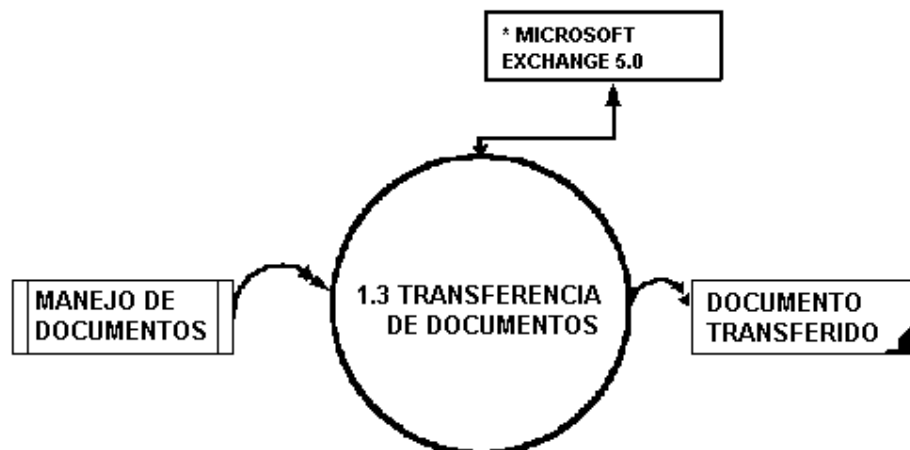 * MICROSOFT
EXCHANGE 5.0
MANEJO DE
DOCUMENTOS
1.3 TRANSFERENCIA
DE DOCUMENTOS
DOCUMENTO
TRANSFERIDO